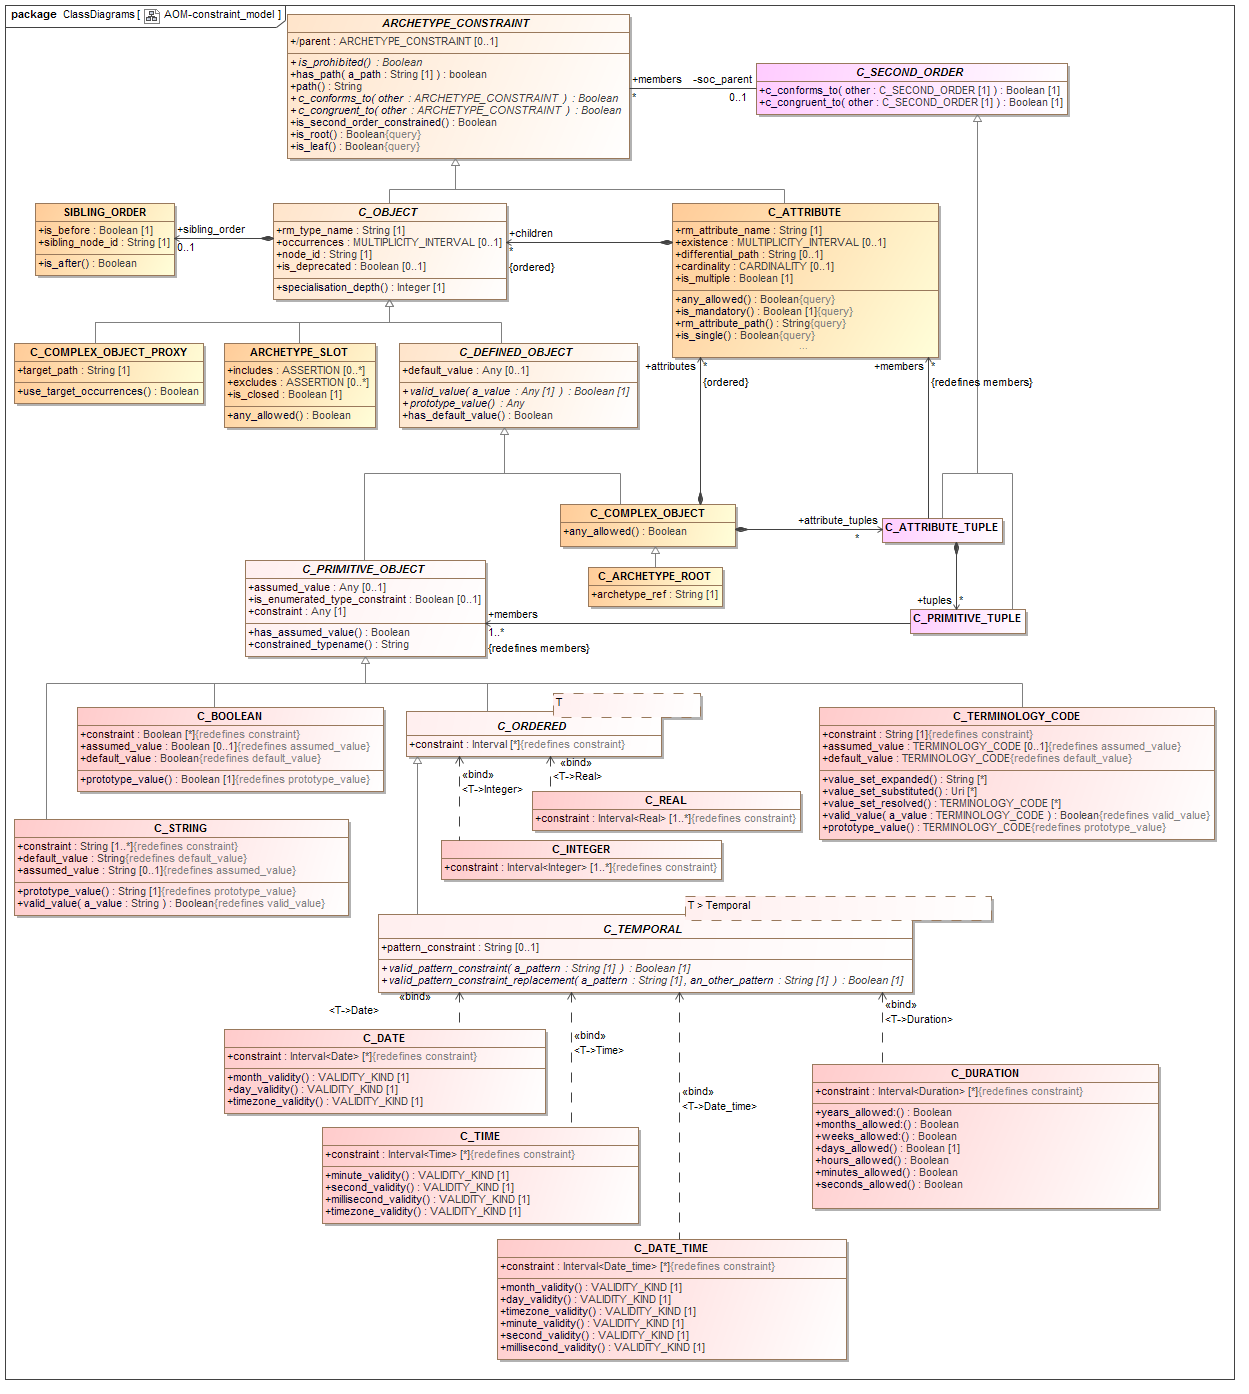 package ClassDiagrams [ AOM-constraint_model ]
ARCHETYPE_CONSTRAINT
+/parent : ARCHETYPE_CONSTRAINT [0..1]
+is_prohibited() : Boolean
+has_path( a_path : String [1] ) : boolean
+path() : String
+c_conforms_to( other : ARCHETYPE_CONSTRAINT ) : Boolean
+c_congruent_to( other : ARCHETYPE_CONSTRAINT ) : Boolean
+is_second_order_constrained() : Boolean
+is_root() : Boolean{query}
+is_leaf() : Boolean{query}
+members
*
-soc_parent
0..1
C_SECOND_ORDER
+c_conforms_to( other : C_SECOND_ORDER [1] ) : Boolean [1]
+c_congruent_to( other : C_SECOND_ORDER [1] ) : Boolean [1]
SIBLING_ORDER
+is_before : Boolean [1]
+sibling_node_id : String [1]
+is_after() : Boolean
+sibling_order
0..1
C_OBJECT
+rm_type_name : String [1]
+occurrences : MULTIPLICITY_INTERVAL [0..1]
+node_id : String [1]
+is_deprecated : Boolean [0..1]
+specialisation_depth() : Integer [1]
+children
*
{ordered}
C_ATTRIBUTE
+rm_attribute_name : String [1]
+existence : MULTIPLICITY_INTERVAL [0..1]
+differential_path : String [0..1]
+cardinality : CARDINALITY [0..1]
+is_multiple : Boolean [1]
+any_allowed() : Boolean{query}
+is_mandatory() : Boolean [1]{query}
+rm_attribute_path() : String{query}
+is_single() : Boolean{query}
...
C_COMPLEX_OBJECT_PROXY
+target_path : String [1]
+use_target_occurrences() : Boolean
ARCHETYPE_SLOT
+includes : ASSERTION [0..*]
+excludes : ASSERTION [0..*]
+is_closed : Boolean [1]
+any_allowed() : Boolean
C_DEFINED_OBJECT
+default_value : Any [0..1]
+valid_value( a_value : Any [1] ) : Boolean [1]
+prototype_value() : Any
+has_default_value() : Boolean
+attributes *
{ordered}
+members *
{redefines members}
C_COMPLEX_OBJECT
+any_allowed() : Boolean
+attribute_tuples
*
C_ATTRIBUTE_TUPLE
C_ARCHETYPE_ROOT
+archetype_ref : String [1]
+tuples *
C_PRIMITIVE_TUPLE
C_PRIMITIVE_OBJECT
+assumed_value : Any [0..1]
+is_enumerated_type_constraint : Boolean [0..1]
+constraint : Any [1]
+has_assumed_value() : Boolean
+constrained_typename() : String
+members
1..*
{redefines members}
C_BOOLEAN
+constraint : Boolean [*]{redefines constraint}
+assumed_value : Boolean [0..1]{redefines assumed_value}
+default_value : Boolean{redefines default_value}
+prototype_value() : Boolean [1]{redefines prototype_value}
T
C_ORDERED
+constraint : Interval [*]{redefines constraint}
«bind»
<T->Integer>
«bind»
<T->Real>
C_TERMINOLOGY_CODE
+constraint : String [1]{redefines constraint}
+assumed_value : TERMINOLOGY_CODE [0..1]{redefines assumed_value}
+default_value : TERMINOLOGY_CODE{redefines default_value}
+value_set_expanded() : String [*]
+value_set_substituted() : Uri [*]
+value_set_resolved() : TERMINOLOGY_CODE [*]
+valid_value( a_value : TERMINOLOGY_CODE ) : Boolean{redefines valid_value}
+prototype_value() : TERMINOLOGY_CODE{redefines prototype_value}
C_REAL
+constraint : Interval<Real> [1..*]{redefines constraint}
C_STRING
+constraint : String [1..*]{redefines constraint}
+default_value : String{redefines default_value}
+assumed_value : String [0..1]{redefines assumed_value}
+prototype_value() : String [1]{redefines prototype_value}
+valid_value( a_value : String ) : Boolean{redefines valid_value}
C_INTEGER
+constraint : Interval<Integer> [1..*]{redefines constraint}
T > Temporal
C_TEMPORAL
+pattern_constraint : String [0..1]
+valid_pattern_constraint( a_pattern : String [1] ) : Boolean [1]
+valid_pattern_constraint_replacement( a_pattern : String [1], an_other_pattern : String [1] ) : Boolean [1]
«bind»
<T->Date>
«bind»
<T->Time>
«bind»
<T->Date_time>
«bind»
<T->Duration>
C_DATE
+constraint : Interval<Date> [*]{redefines constraint}
+month_validity() : VALIDITY_KIND [1]
+day_validity() : VALIDITY_KIND [1]
+timezone_validity() : VALIDITY_KIND [1]
C_DURATION
+constraint : Interval<Duration> [*]{redefines constraint}
+years_allowed:() : Boolean
+months_allowed:() : Boolean
+weeks_allowed:() : Boolean
+days_allowed() : Boolean [1]
+hours_allowed() : Boolean
+minutes_allowed() : Boolean
+seconds_allowed() : Boolean
C_TIME
+constraint : Interval<Time> [*]{redefines constraint}
+minute_validity() : VALIDITY_KIND [1]
+second_validity() : VALIDITY_KIND [1]
+millisecond_validity() : VALIDITY_KIND [1]
+timezone_validity() : VALIDITY_KIND [1]
C_DATE_TIME
+constraint : Interval<Date_time> [*]{redefines constraint}
+month_validity() : VALIDITY_KIND [1]
+day_validity() : VALIDITY_KIND [1]
+timezone_validity() : VALIDITY_KIND [1]
+minute_validity() : VALIDITY_KIND [1]
+second_validity() : VALIDITY_KIND [1]
+millisecond_validity() : VALIDITY_KIND [1]